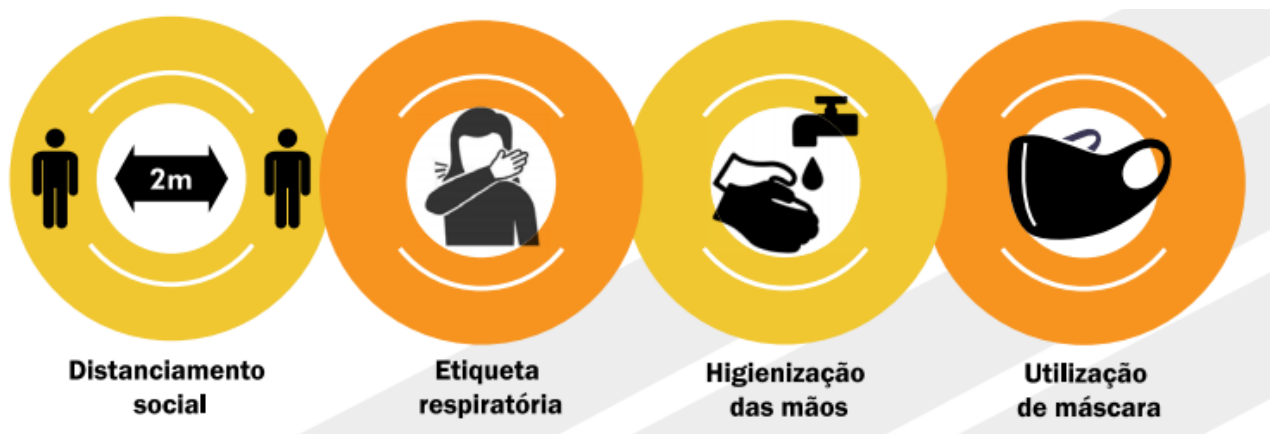 2m
Distanciamento
social
Etiqueta
respiratória
Higienização
das mãos
Utilização
de máscara